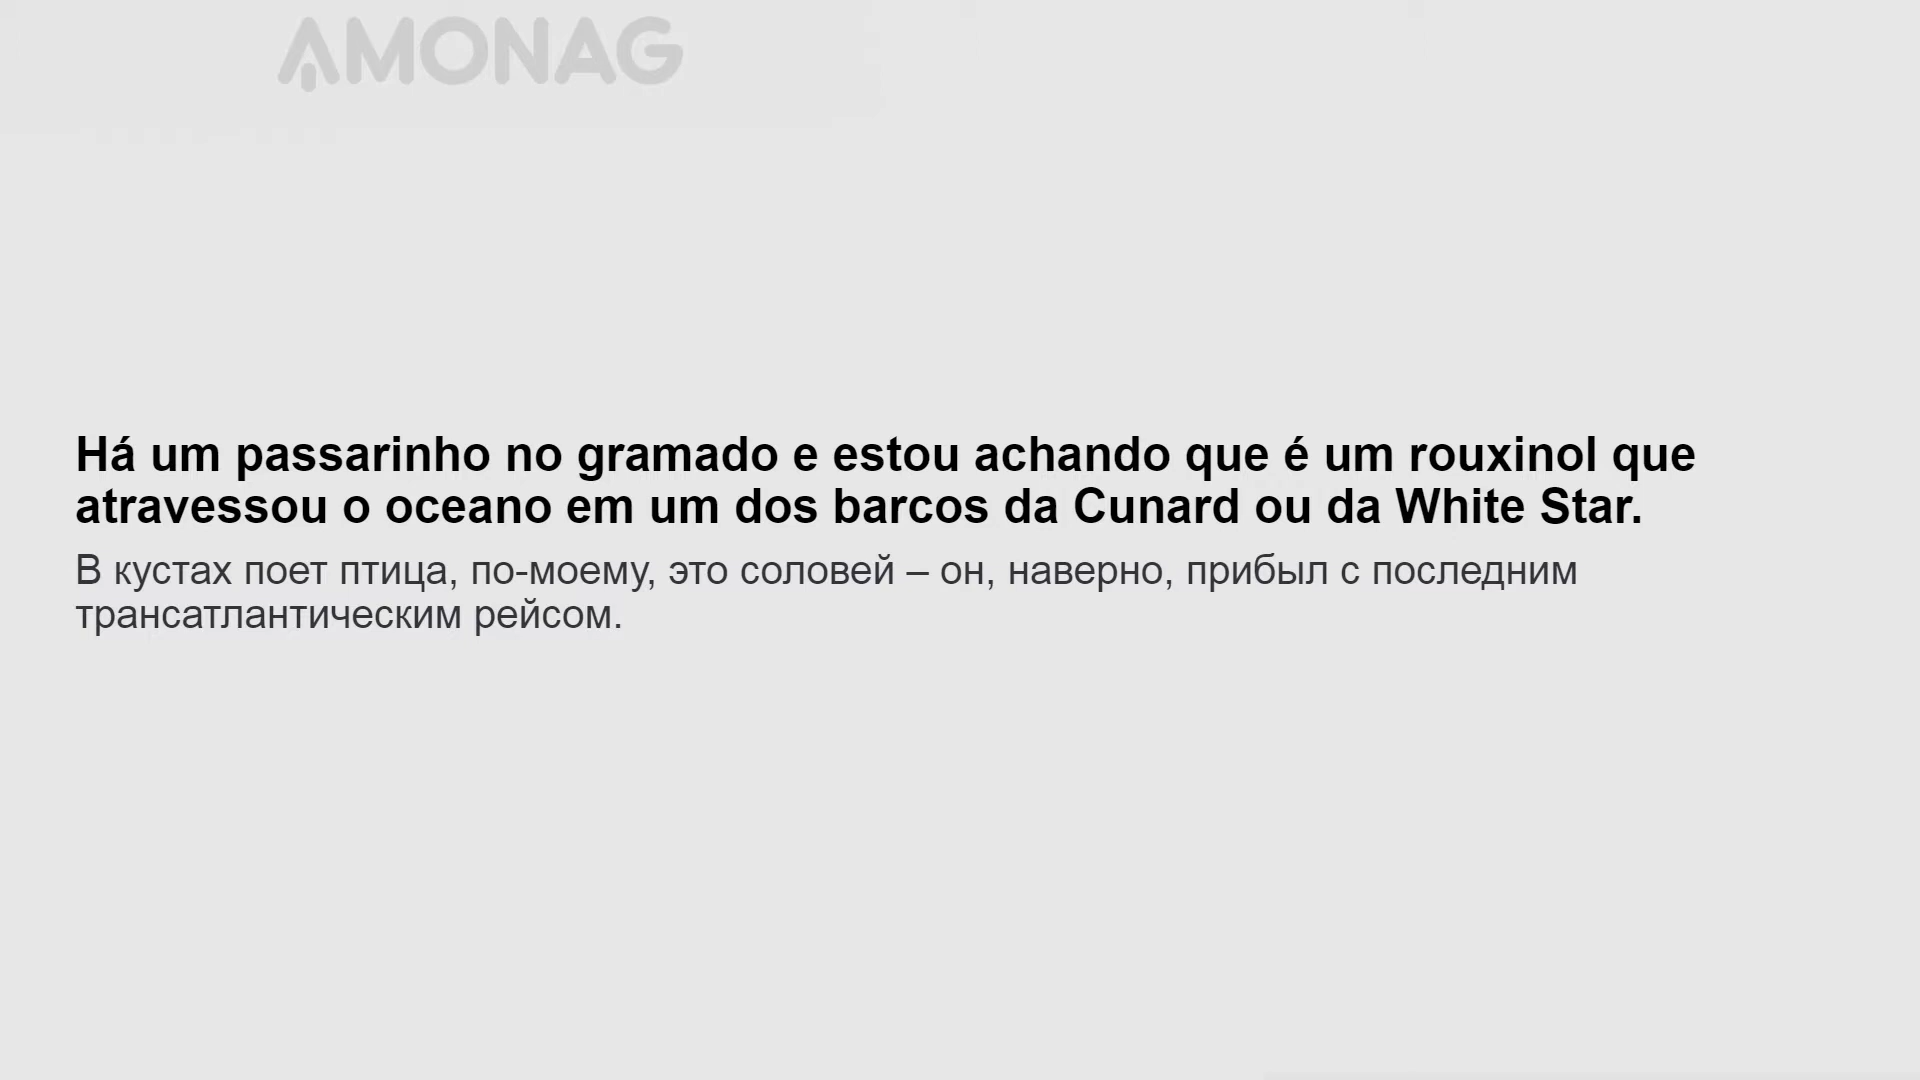 AMONAG
Há um passarinho no gramado e estou achando que é um rouxinol que
atravessou o oceano em um dos barcos da Cunard ou da White Star.
В кустах поет птица, по-моему, это соловей – он, наверно, прибыл с последним
трансатлантическим рейсом.